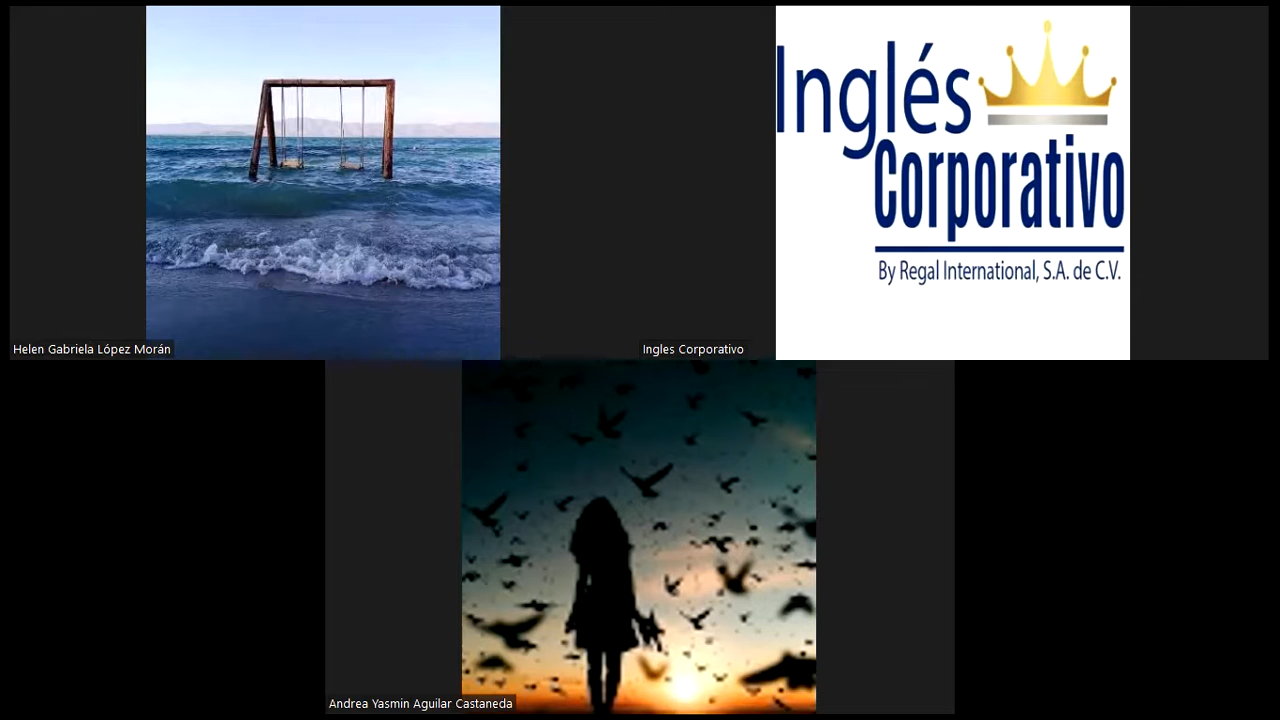 Inglés
Corporativo
By Regal International, S.A. de C.V.
Helen Gabriela López Morán
Ingles Corporativo
Andrea Yasmin Aguilar Castaneda